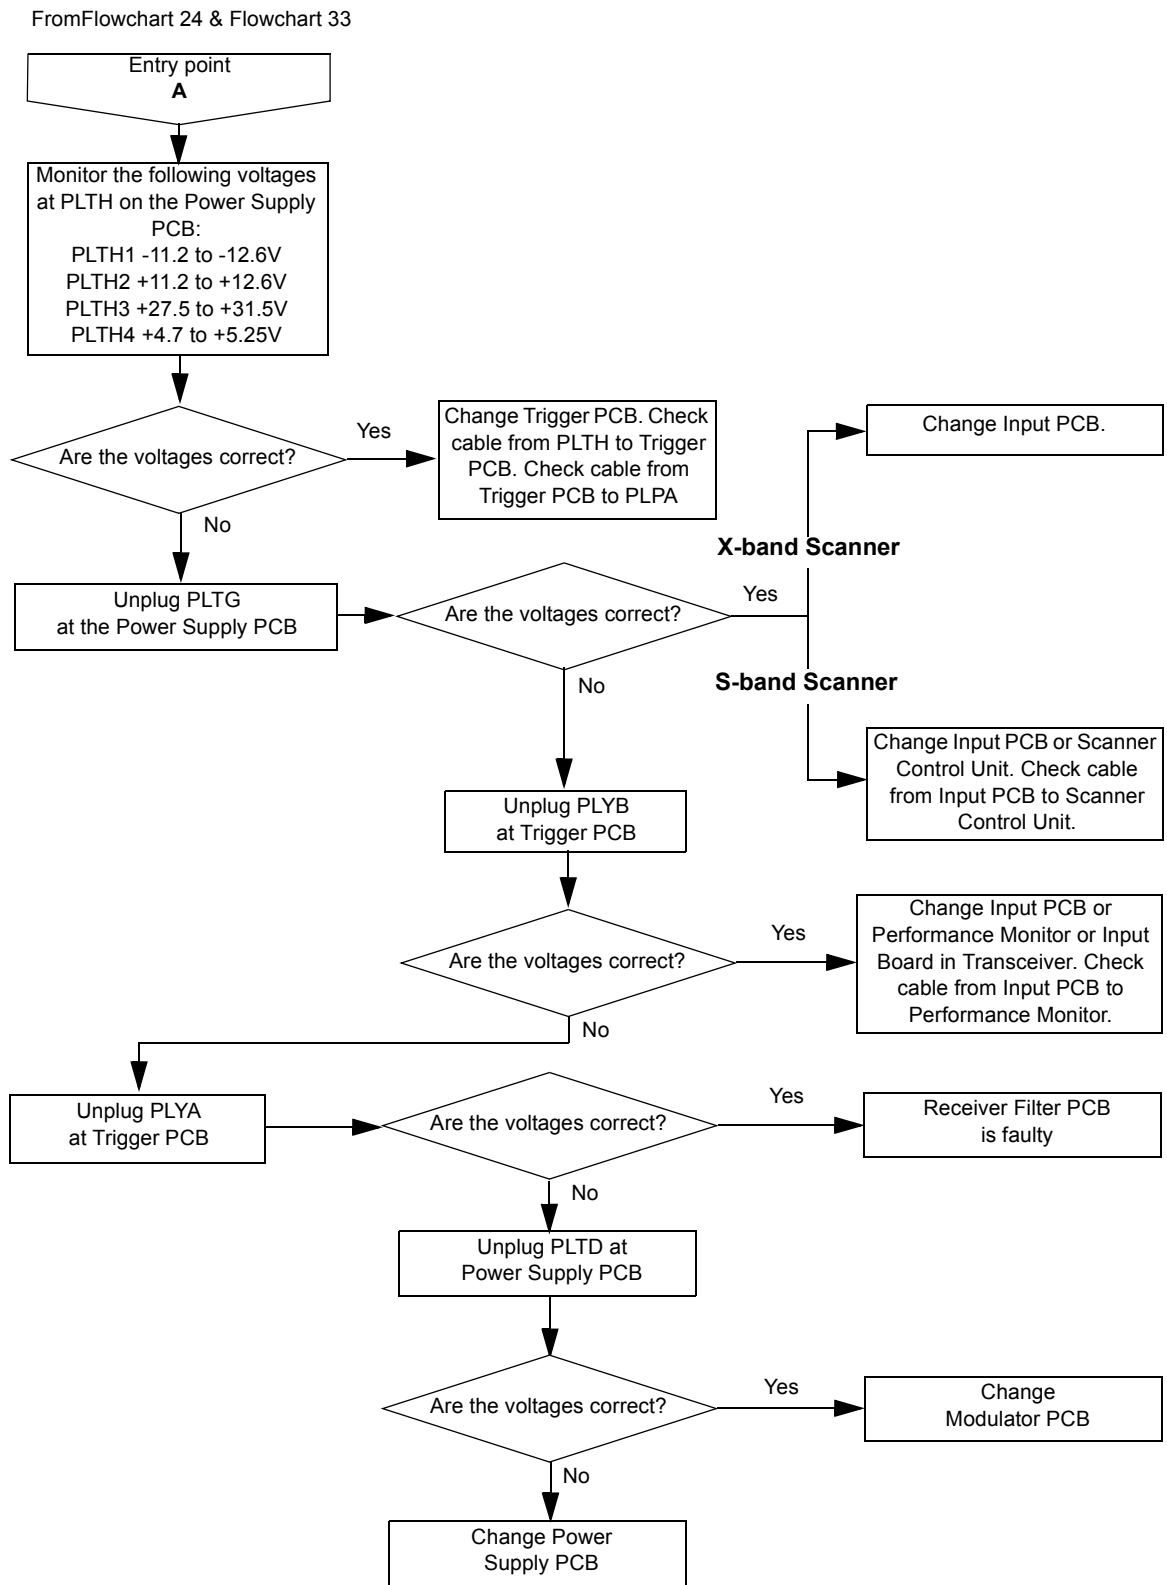 FromFlowchart 24 & Flowchart 33
Entry point
A
Monitor the following voltages
at PLTH on the Power Supply
PCB:
PLTH1 -11.2 to -12.6V
PLTH2 +11.2 to +12.6V
PLTH3 +27.5 to +31.5V
PLTH4 +4.7 to +5.25V
Are the voltages correct?
Yes
Change Trigger PCB. Check
cable from PLTH to Trigger
PCB. Check cable from
Trigger PCB to PLPA
No
Unplug PLTG
at the Power Supply PCB
Are the voltages correct?
Yes
X-band Scanner
Change Input PCB.
S-band Scanner
Change Input PCB or Scanner
Control Unit. Check cable
from Input PCB to Scanner
Control Unit.
No
Unplug PLYB
at Trigger PCB
Are the voltages correct?
Yes
Change Input PCB or
Performance Monitor or Input
Board in Transceiver. Check
cable from Input PCB to
Performance Monitor.
No
Unplug PLYA
at Trigger PCB
Are the voltages correct?
Yes
Receiver Filter PCB
is faulty
No
Unplug PLTD at
Power Supply PCB
Are the voltages correct?
Yes
Change
Modulator PCB
No
Change Power
Supply PCB